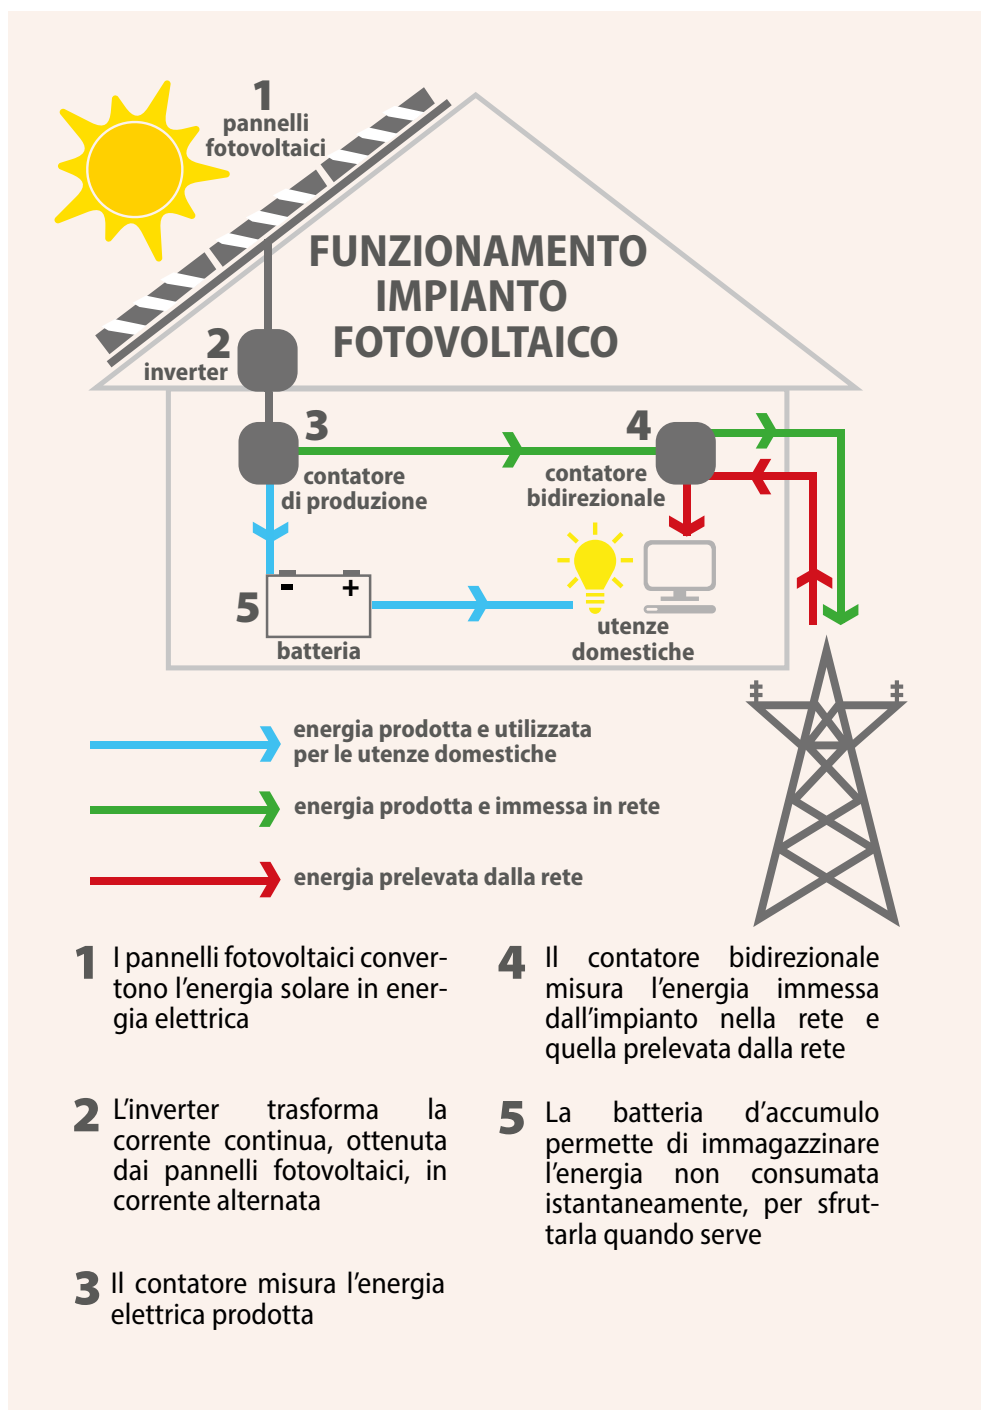 1
pannelli
fotovoltaici
FUNZIONAMENTO
IMPIANTO
FOTOVOLTAICO
2
inverter
3
contatore
di produzione
4
contatore
bidirezionale
5
- +
batteria
utenze
domestiche
energia prodotta e utilizzata
per le utenze domestiche
energia prodotta e immessa in rete
energia prelevata dalla rete
1 I pannelli fotovoltaici conver-
tono l'energia solare in ener-
gia elettrica
2 L'inverter trasforma la
corrente continua, ottenuta
dai pannelli fotovoltaici, in
corrente alternata
3 Il contatore misura l'energia
elettrica prodotta
4 Il contatore bidirezionale
misura l'energia immessa
dall'impianto nella rete e
quella prelevata dalla rete
5 La batteria d'accumulo
permette di immagazzinare
l'energia non consumata
istantaneamente, per sfrut-
tarla quando serve